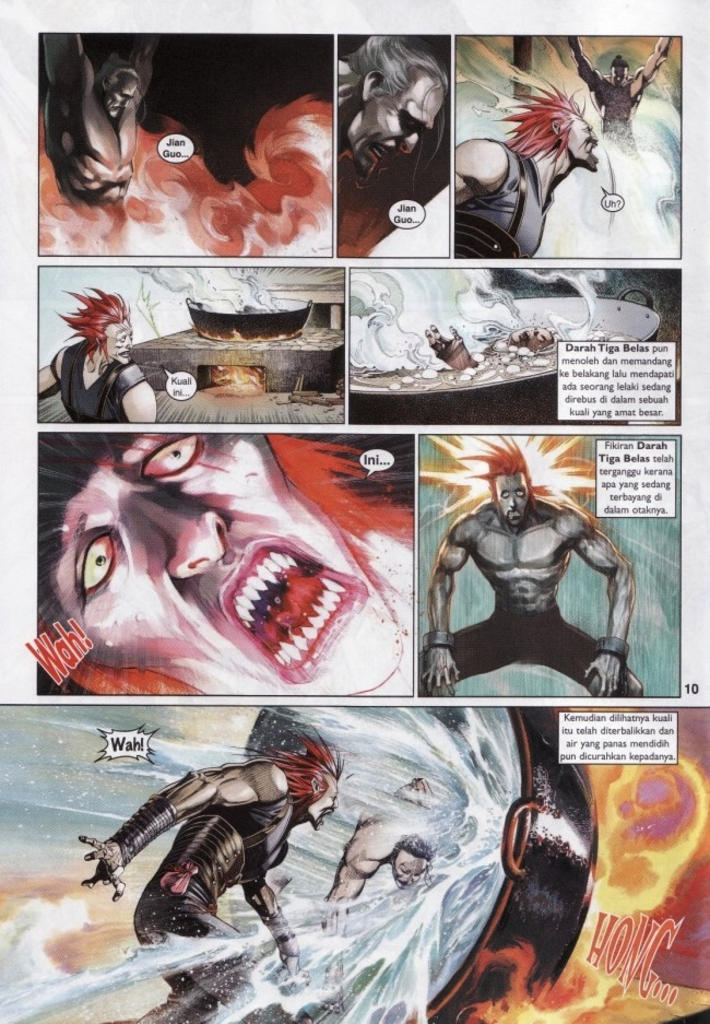 Jian
Guo...
Jian
Guo...
Uh?
Kuali
ini...
Darah Tiga Belas pun
menoleh dan memandang
ke belakang lalu mendapati
ada seorang lelaki sedang
direbus di dalam sebuah
kuali yang amat besar.
Ini...
Wah!
Fikiran Darah
Tiga Belas telah
terganggu kerana
apa yang sedang
terbayang di
dalam otaknya.
10
Wah!
Kemudian dilihatnya kuali
itu telah diterbalikkan dan
air yang panas mendidih
pun dicurahkan kepadanya.
HONG...